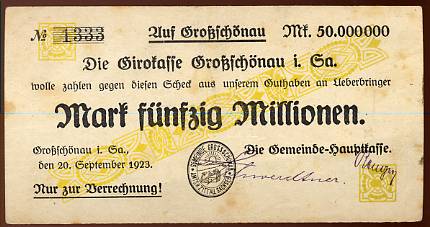 № 1333 Auf Großschönau Mk. 50.000000
Die Girokasse Großschönau i. Sa.
wolle zahlen gegen diesen Scheck aus unserem Guthaben an Ueberbringer
Mark fünfzig Millionen.
Großschönau i. Sa., Die Gemeinde-Hauptkasse.
den 20. September 1923.
Nur zur Verrechnung!